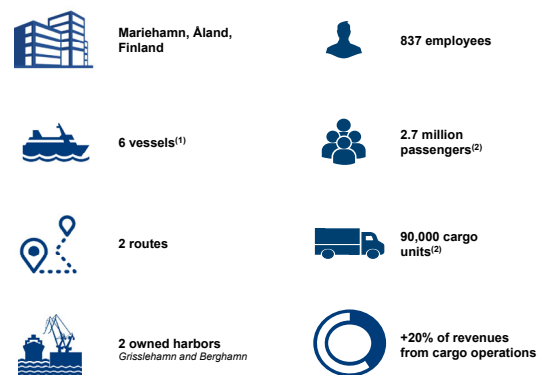 Mariehamn, Åland,
Finland
837 employees
6 vessels(1)
2.7 million
passengers(2)
2 routes
90,000 cargo
units(2)
2 owned harbors
Grisslehamn and Berghamn
+20% of revenues
from cargo operations